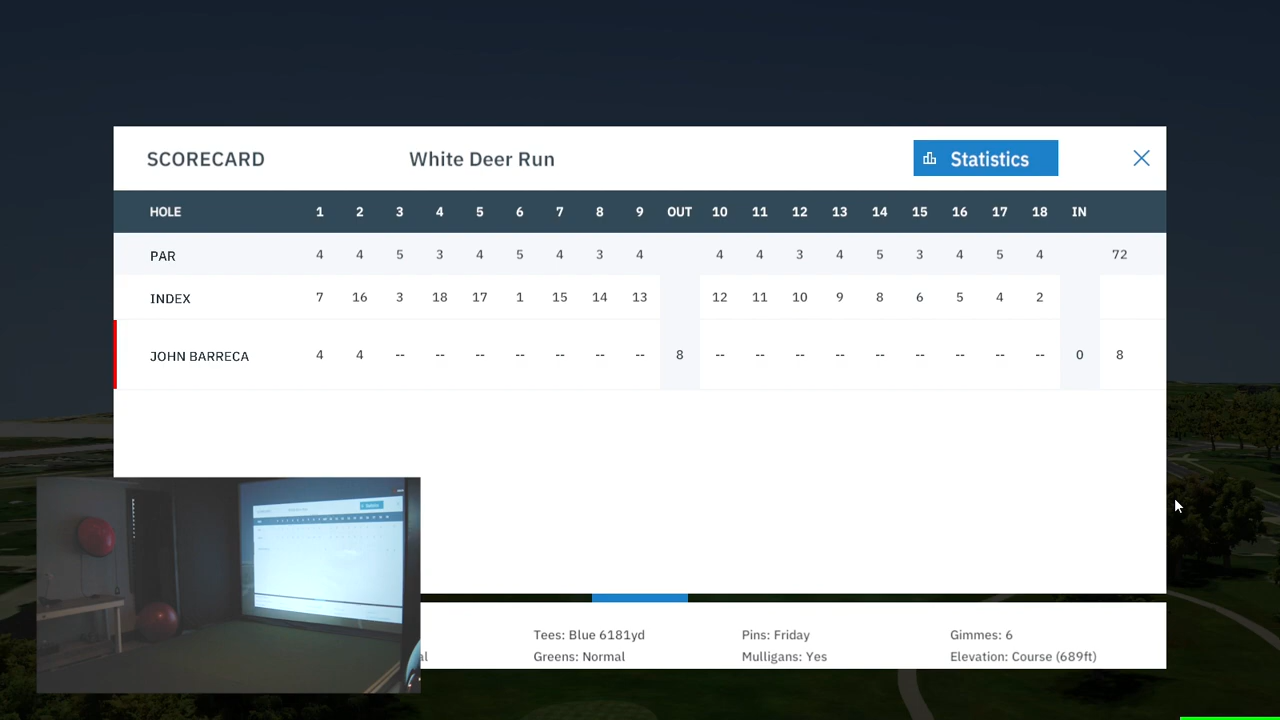 SCORECARD White Deer Run Statistics
HOLE 1 2 3 4 5 6 7 8 9 OUT 10 11 12 13 14 15 16 17 18 IN
PAR 4 4 5 3 4 5 4 3 4 4 4 3 4 5 3 4 5 4 72
INDEX 7 16 3 18 17 1 15 14 13 12 11 10 9 8 6 5 4 2
JOHN BARRECA 4 4 -- -- -- -- -- -- -- 8 -- -- -- -- -- -- -- -- -- 0 8
Tees: Blue 6181yd Pins: Friday Gimmes: 6
al Greens: Normal Mulligans: Yes Elevation: Course (689ft)